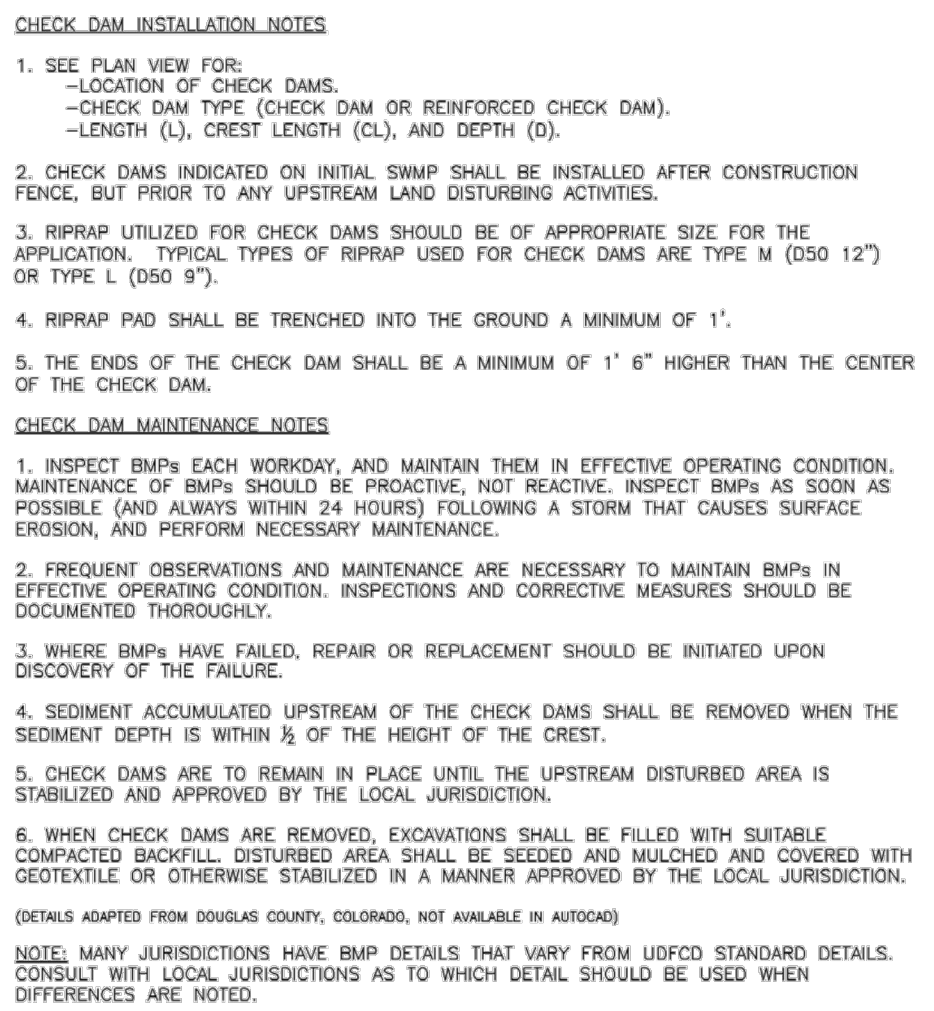 CHECK DAM INSTALLATION NOTES
1. SEE PLAN VIEW FOR:
-LOCATION OF CHECK DAMS.
-CHECK DAM TYPE (CHECK DAM OR REINFORCED CHECK DAM).
-LENGTH (L), CREST LENGTH (CL), AND DEPTH (D).
2. CHECK DAMS INDICATED ON INITIAL SWMP SHALL BE INSTALLED AFTER CONSTRUCTION
FENCE, BUT PRIOR TO ANY UPSTREAM LAND DISTURBING ACTIVITIES.
3. RIPRAP UTILIZED FOR CHECK DAMS SHOULD BE OF APPROPRIATE SIZE FOR THE
APPLICATION. TYPICAL TYPES OF RIPRAP USED FOR CHECK DAMS ARE TYPE M (D50 12")
OR TYPE L (D50 9").
4. RIPRAP PAD SHALL BE TRENCHED INTO THE GROUND A MINIMUM OF 1'.
5. THE ENDS OF THE CHECK DAM SHALL BE A MINIMUM OF 1' 6" HIGHER THAN THE CENTER
OF THE CHECK DAM.
CHECK DAM MAINTENANCE NOTES
1. INSPECT BMPs EACH WORKDAY, AND MAINTAIN THEM IN EFFECTIVE OPERATING CONDITION.
MAINTENANCE OF BMPs SHOULD BE PROACTIVE, NOT REACTIVE. INSPECT BMPs AS SOON AS
POSSIBLE (AND ALWAYS WITHIN 24 HOURS) FOLLOWING A STORM THAT CAUSES SURFACE
EROSION, AND PERFORM NECESSARY MAINTENANCE.
2. FREQUENT OBSERVATIONS AND MAINTENANCE ARE NECESSARY TO MAINTAIN BMPs IN
EFFECTIVE OPERATING CONDITION. INSPECTIONS AND CORRECTIVE MEASURES SHOULD BE
DOCUMENTED THOROUGHLY.
3. WHERE BMPs HAVE FAILED, REPAIR OR REPLACEMENT SHOULD BE INITIATED UPON
DISCOVERY OF THE FAILURE.
4. SEDIMENT ACCUMULATED UPSTREAM OF THE CHECK DAMS SHALL BE REMOVED WHEN THE
SEDIMENT DEPTH IS WITHIN ½ OF THE HEIGHT OF THE CREST.
5. CHECK DAMS ARE TO REMAIN IN PLACE UNTIL THE UPSTREAM DISTURBED AREA IS
STABILIZED AND APPROVED BY THE LOCAL JURISDICTION.
6. WHEN CHECK DAMS ARE REMOVED, EXCAVATIONS SHALL BE FILLED WITH SUITABLE
COMPACTED BACKFILL. DISTURBED AREA SHALL BE SEEDED AND MULCHED AND COVERED WITH
GEOTEXTILE OR OTHERWISE STABILIZED IN A MANNER APPROVED BY THE LOCAL JURISDICTION.
(DETAILS ADAPTED FROM DOUGLAS COUNTY, COLORADO, NOT AVAILABLE IN AUTOCAD)
NOTE: MANY JURISDICTIONS HAVE BMP DETAILS THAT VARY FROM UDFCD STANDARD DETAILS.
CONSULT WITH LOCAL JURISDICTIONS AS TO WHICH DETAIL SHOULD BE USED WHEN
DIFFERENCES ARE NOTED.